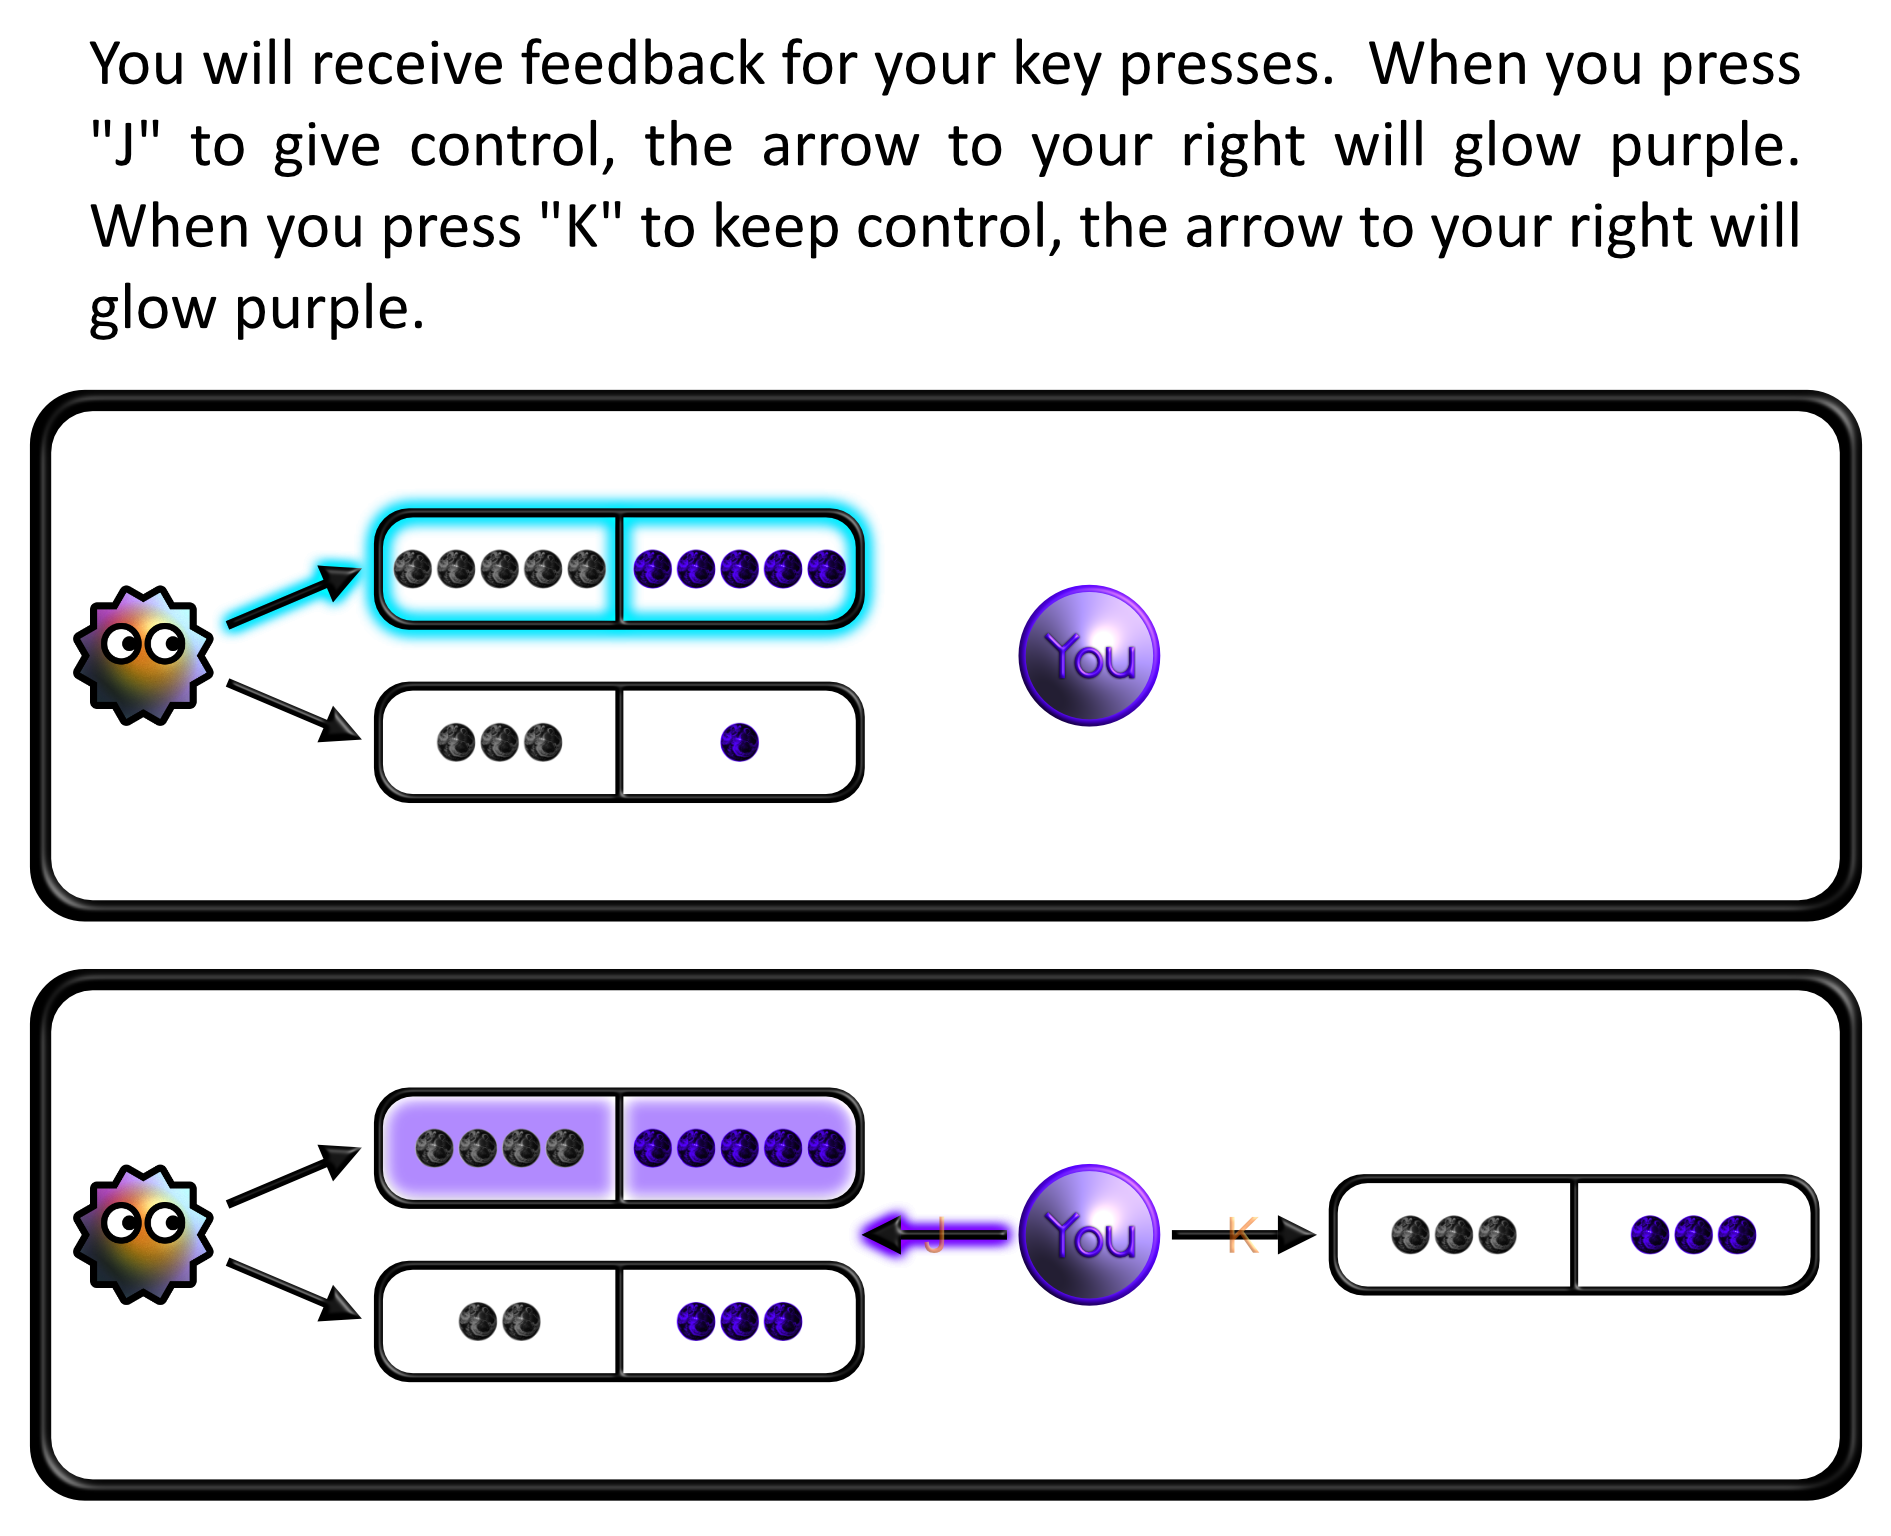 You will receive feedback for your key presses.  When you press
"J" to give control, the arrow to your right will glow purple.
When you press "K" to keep control, the arrow to your right will
glow purple.
You
J
You
K